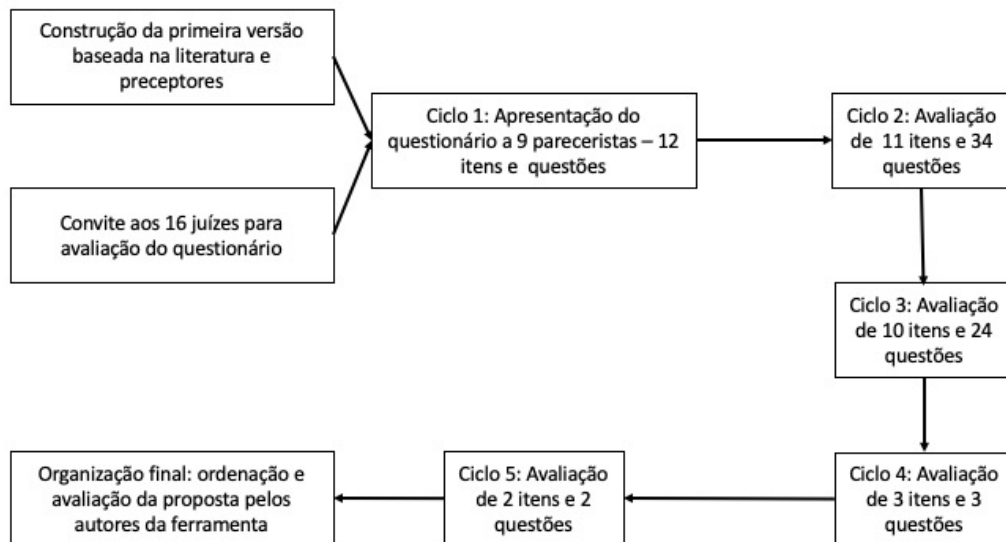 Construção da primeira versão
baseada na literatura e
preceptores
Convite aos 16 juízes para
avaliação do questionário
Ciclo 1: Apresentação do
questionário a 9 pareceristas – 12
itens e  questões
Ciclo 2: Avaliação
de  11 itens e 34
questões
Ciclo 3: Avaliação
de 10 itens e 24
questões
Ciclo 4: Avaliação
de 3 itens e 3
questões
Ciclo 5: Avaliação
de 2 itens e 2
questões
Organização final: ordenação e
avaliação da proposta pelos
autores da ferramenta